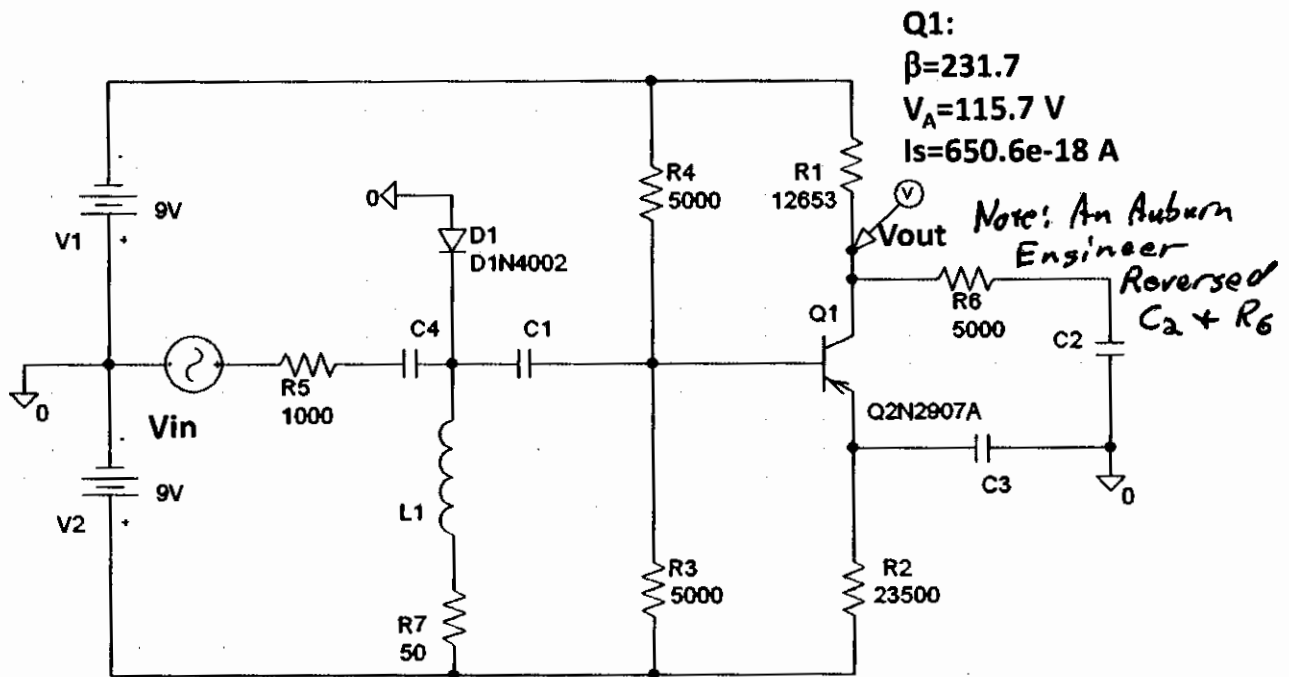 Q1:
β=231.7
V_A=115.7 V
Is=650.6e-18 A
R4
5000
R1
12653
V
Vout
Note: An Auburn
Engineer
Reversed
C2 + R6
9V
V1
+
0
D1
D1N4002
R6
5000
Q1
C2
C4
C1
0
Vin
R5
1000
Q2N2907A
C3
0
9V
V2
+
L1
R3
5000
R2
23500
R7
50